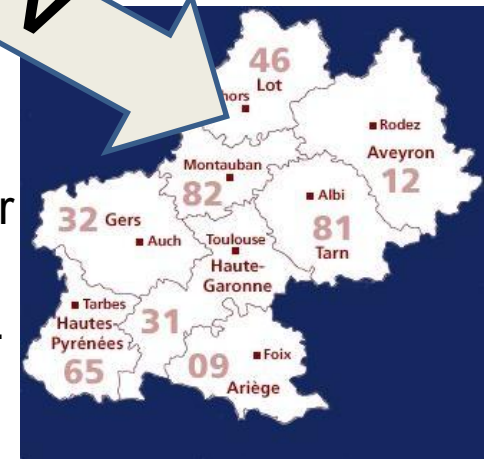 46
Lot
Rodez
Aveyron
12
Montauban
82
Albi
81
Tarn
32 Gers
Auch
Toulouse
Haute-
Garonne
31
Tarbes
Hautes-
Pyrénées
65
Foix
09
Ariège